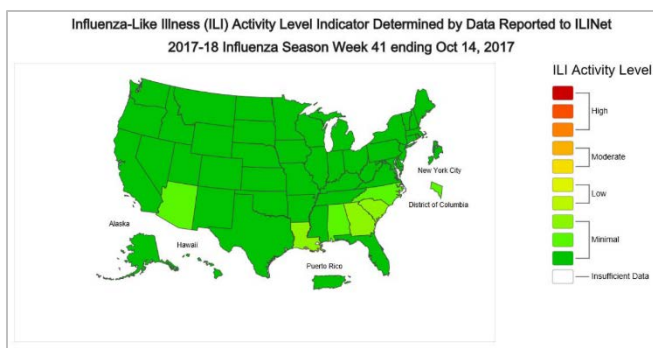 Influenza-Like Illness (ILI) Activity Level Indicator Determined by Data Reported to ILINet
2017-18 Influenza Season Week 41 ending Oct 14, 2017
ILI Activity Level
High
Moderate
Low
Minimal
Insufficient Data
New York City
District of Columbia
Alaska
Hawaii
Puerto Rico